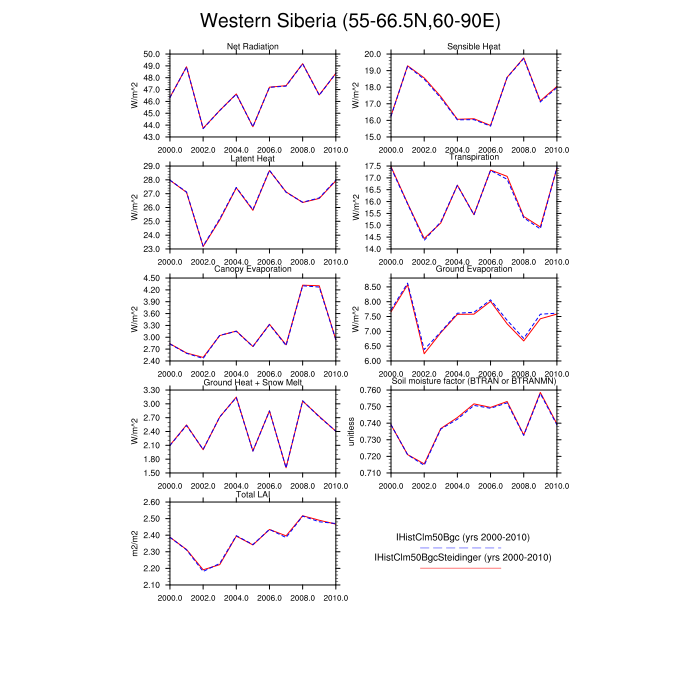 Western Siberia (55-66.5N,60-90E)
Net Radiation
50.0
49.0
48.0
47.0
46.0
45.0
44.0
43.0
W/m^2
2000.0 2002.0 2004.0 2006.0 2008.0 2010.0
Sensible Heat
20.0
19.0
18.0
17.0
16.0
15.0
W/m^2
2000.0 2002.0 2004.0 2006.0 2008.0 2010.0
Latent Heat
29.0
28.0
27.0
26.0
25.0
24.0
23.0
W/m^2
2000.0 2002.0 2004.0 2006.0 2008.0 2010.0
Transpiration
17.5
17.0
16.5
16.0
15.5
15.0
14.5
14.0
W/m^2
2000.0 2002.0 2004.0 2006.0 2008.0 2010.0
Canopy Evaporation
4.50
4.20
3.90
3.60
3.30
3.00
2.70
2.40
W/m^2
2000.0 2002.0 2004.0 2006.0 2008.0 2010.0
Ground Evaporation
8.50
8.00
7.50
7.00
6.50
6.00
W/m^2
2000.0 2002.0 2004.0 2006.0 2008.0 2010.0
Ground Heat + Snow Melt
3.30
3.00
2.70
2.40
2.10
1.80
1.50
W/m^2
2000.0 2002.0 2004.0 2006.0 2008.0 2010.0
Soil moisture factor (BTRAN or BTRANMN)
0.760
0.750
0.740
0.730
0.720
0.710
unitless
2000.0 2002.0 2004.0 2006.0 2008.0 2010.0
Total LAI
2.60
2.50
2.40
2.30
2.20
2.10
m2/m2
2000.0 2002.0 2004.0 2006.0 2008.0 2010.0
IHistClm50Bgc (yrs 2000-2010)
IHistClm50BgcSteidinger (yrs 2000-2010)